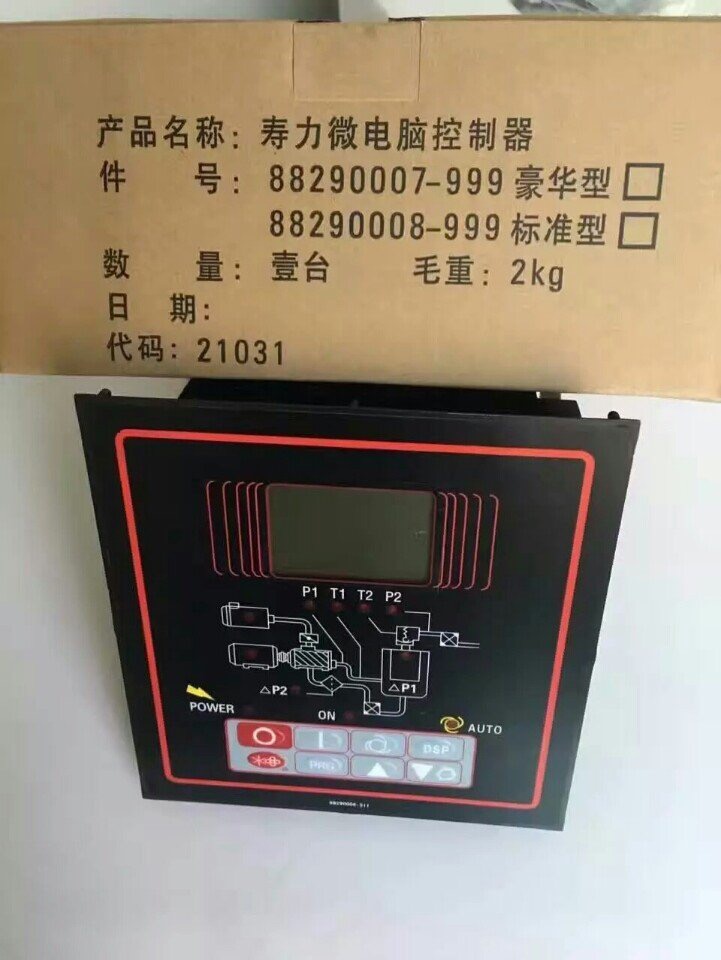 产品名称: 寿力微电脑控制器
件 号: 88290007-999 豪华型
88290008-999 标准型
数 量: 壹台 毛重: 2kg
日 期:
代码: 21031
P1 T1 T2 P2
△P1
△P2
POWER
ON
AUTO
DSP
PRG